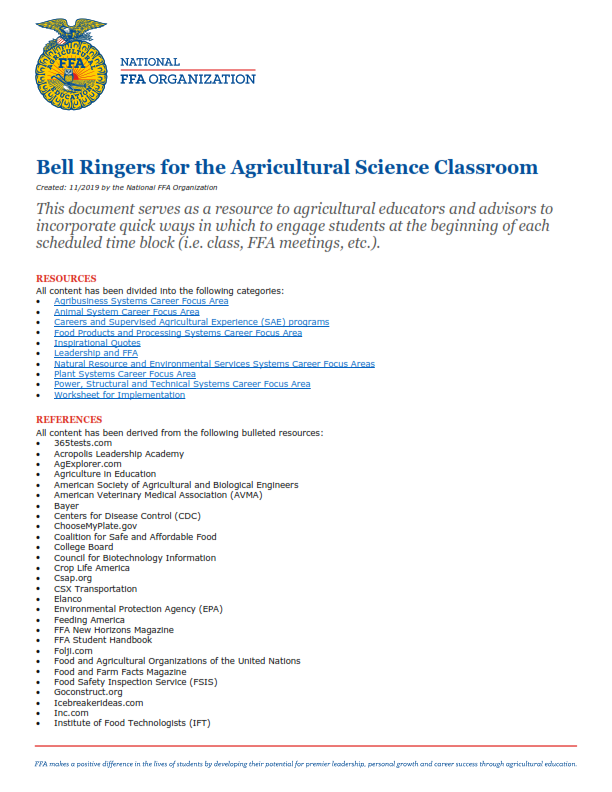 AGRICULTURAL
FFA
EDUCATION
NATIONAL
FFA ORGANIZATION
Bell Ringers for the Agricultural Science Classroom
Created: 11/2019 by the National FFA Organization
This document serves as a resource to agricultural educators and advisors to
incorporate quick ways in which to engage students at the beginning of each
scheduled time block (i.e. class, FFA meetings, etc.).
RESOURCES
All content has been divided into the following categories:
• Agribusiness Systems Career Focus Area
• Animal System Career Focus Area
• Careers and Supervised Agricultural Experience (SAE) programs
• Food Products and Processing Systems Career Focus Area
• Inspirational Quotes
• Leadership and FFA
• Natural Resource and Environmental Services Systems Career Focus Areas
• Plant Systems Career Focus Area
• Power, Structural and Technical Systems Career Focus Area
• Worksheet for Implementation
REFERENCES
All content has been derived from the following bulleted resources:
• 365tests.com
• Acropolis Leadership Academy
• AgExplorer.com
• Agriculture in Education
• American Society of Agricultural and Biological Engineers
• American Veterinary Medical Association (AVMA)
• Bayer
• Centers for Disease Control (CDC)
• ChooseMyPlate.gov
• Coalition for Safe and Affordable Food
• College Board
• Council for Biotechnology Information
• Crop Life America
• Csap.org
• CSX Transportation
• Elanco
• Environmental Protection Agency (EPA)
• Feeding America
• FFA New Horizons Magazine
• FFA Student Handbook
• Folji.com
• Food and Agricultural Organizations of the United Nations
• Food and Farm Facts Magazine
• Food Safety Inspection Service (FSIS)
• Goconstruct.org
• Icebreakerideas.com
• Inc.com
• Institute of Food Technologists (IFT)
FFA makes a positive difference in the lives of students by developing their potential for premier leadership, personal growth and career success through agricultural education.